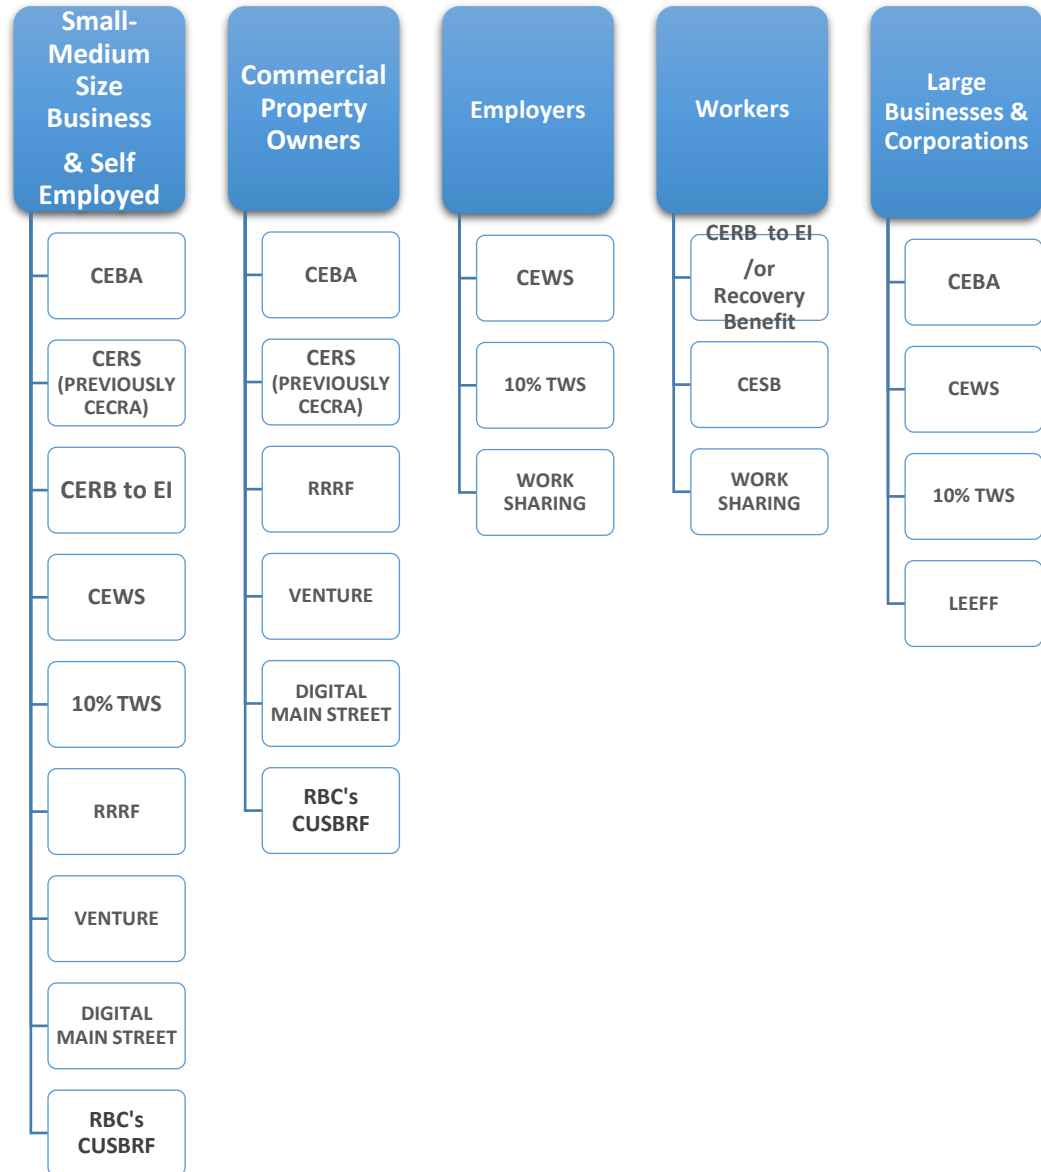 Small-
Medium
Size
Business
& Self
Employed
CEBA
CERS
(PREVIOUSLY
CECRA)
CERB to EI
CEWS
10% TWS
RRRF
VENTURE
DIGITAL
MAIN STREET
RBC's
CUSBRF
Commercial
Property
Owners
CEBA
CERS
(PREVIOUSLY
CECRA)
RRRF
VENTURE
DIGITAL
MAIN STREET
RBC's
CUSBRF
Employers
CEWS
10% TWS
WORK
SHARING
Workers
CERB to EI
/or
Recovery
Benefit
CESB
WORK
SHARING
Large
Businesses &
Corporations
CEBA
CEWS
10% TWS
LEEFF